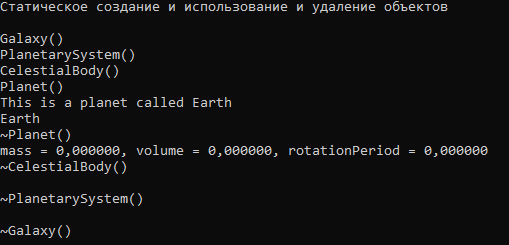 Статическое создание и использование и удаление объектов
Galaxy()
PlanetarySystem()
CelestialBody()
Planet()
This is a planet called Earth
Earth
~Planet()
mass = 0,000000, volume = 0,000000, rotationPeriod = 0,000000
~CelestialBody()
~PlanetarySystem()
~Galaxy()